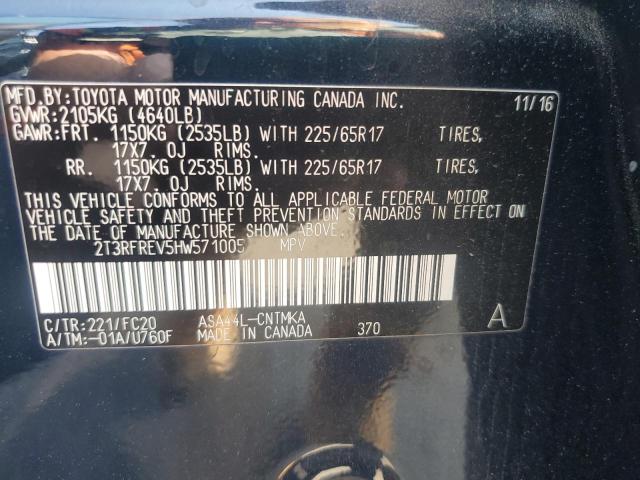 MFD.BY:TOYOTA MOTOR MANUFACTURING CANADA INC. 11/16
GVWR:2105KG (4640LB)
GAWR:FRT. 1150KG (2535LB) WITH 225/65R17 TIRES,
17X7.0J RIMS.
RR. 1150KG (2535LB) WITH 225/65R17 TIRES,
17X7.0J RIMS.
THIS VEHICLE CONFORMS TO ALL APPLICABLE FEDERAL MOTOR
VEHICLE SAFETY AND THEFT PREVENTION STANDARDS IN EFFECT ON
THE DATE OF MANUFACTURE SHOWN ABOVE.
2T3RFREV5HW571005 MPV
C/TR:221/FC20 ASA44L-CNTMKA
A/TM:-01A/U760F MADE IN CANADA 370 A